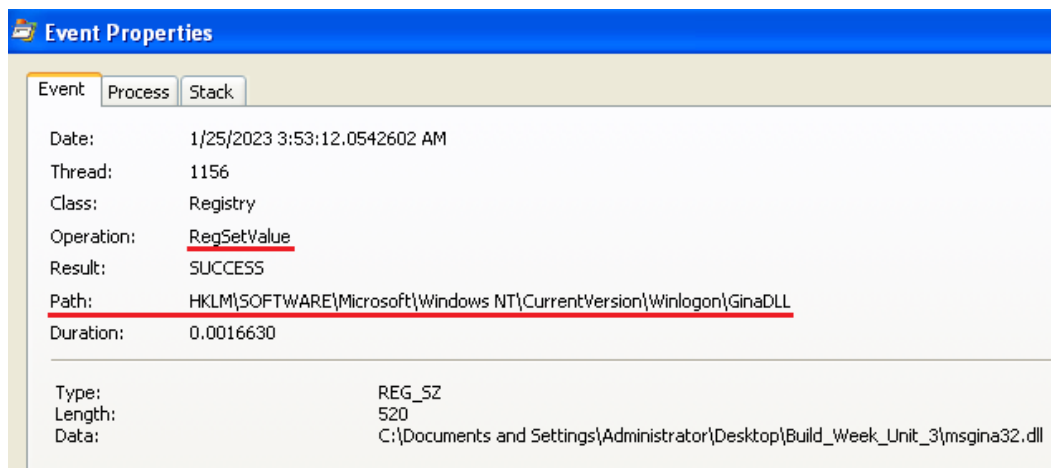 Event Properties
Event Process Stack
Date: 1/25/2023 3:53:12.0542602 AM
Thread: 1156
Class: Registry
Operation: RegSetValue
Result: SUCCESS
Path: HKLM\SOFTWARE\Microsoft\Windows NT\CurrentVersion\Winlogon\GinaDLL
Duration: 0.0016630
Type: REG_SZ
Length: 520
Data: C:\Documents and Settings\Administrator\Desktop\Build_Week_Unit_3\msgina32.dll